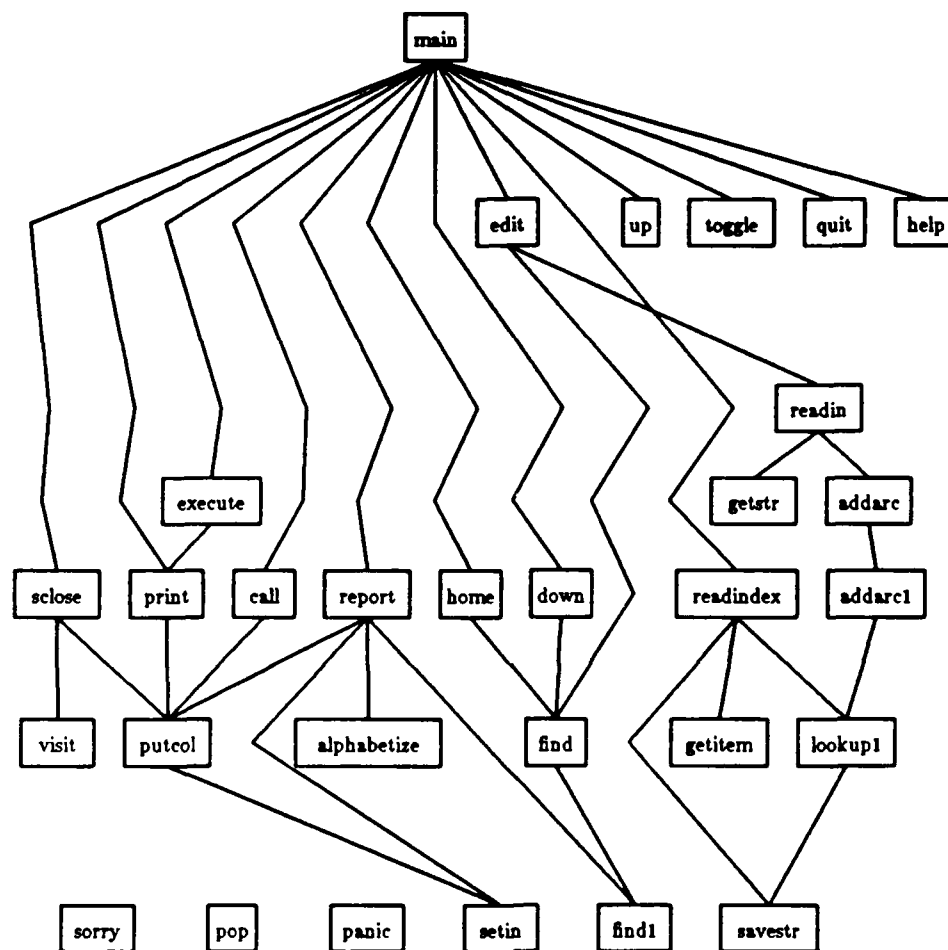 main
edit up toggle quit help
readin
execute getstr addarc
sclose print call report home down readindex addarc1
visit putcol alphabetize find getitem lookup1
sorry pop panic setin find1 savestr